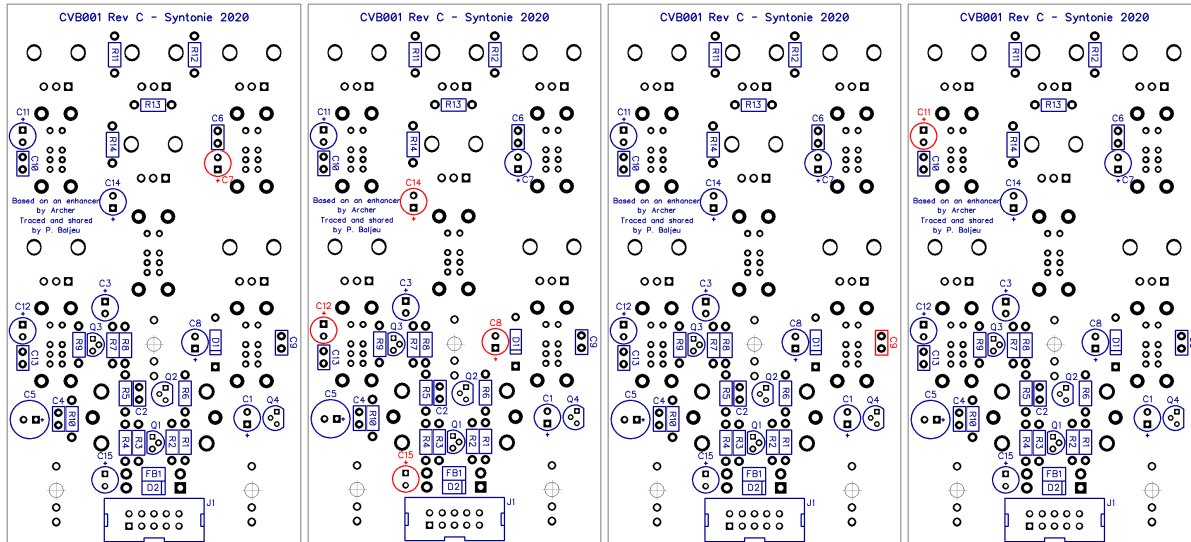 CVB001 Rev C - Syntonie 2020
R11
R12
R13
C11
+
C6
R14
C10
+C7
C14
+
Based on an enhancer
by Archer
Traced and shared
by P. Baljeu
C3
+
C12
+
Q3
R9
R7
R8
C8
+
D1
C9
C13
Q2
R5
R6
C5
+
C4
R10
C2
C1
+
Q4
Q1
R4
R3
R2
R1
C15
+
FB1
D2
J1
CVB001 Rev C - Syntonie 2020
R11
R12
R13
C11
+
C6
R14
C10
+C7
C14
+
Based on an enhancer
by Archer
Traced and shared
by P. Baljeu
C3
+
C12
+
Q3
R9
R7
R8
C8
+
D1
C9
C13
Q2
R5
R6
C5
+
C4
R10
C2
C1
+
Q4
Q1
R4
R3
R2
R1
C15
+
FB1
D2
J1
CVB001 Rev C - Syntonie 2020
R11
R12
R13
C11
+
C6
R14
C10
+C7
C14
+
Based on an enhancer
by Archer
Traced and shared
by P. Baljeu
C3
+
C12
+
Q3
R9
R7
R8
C8
+
D1
C9
C13
Q2
R5
R6
C5
+
C4
R10
C2
C1
+
Q4
Q1
R4
R3
R2
R1
C15
+
FB1
D2
J1
CVB001 Rev C - Syntonie 2020
R11
R12
R13
C11
+
C6
R14
C10
+C7
C14
+
Based on an enhancer
by Archer
Traced and shared
by P. Baljeu
C3
+
C12
+
Q3
R9
R7
R8
C8
+
D1
C13
Q2
R5
R6
C5
+
C4
R10
C2
C1
+
Q4
Q1
R4
R3
R2
R1
C15
+
FB1
D2
J1